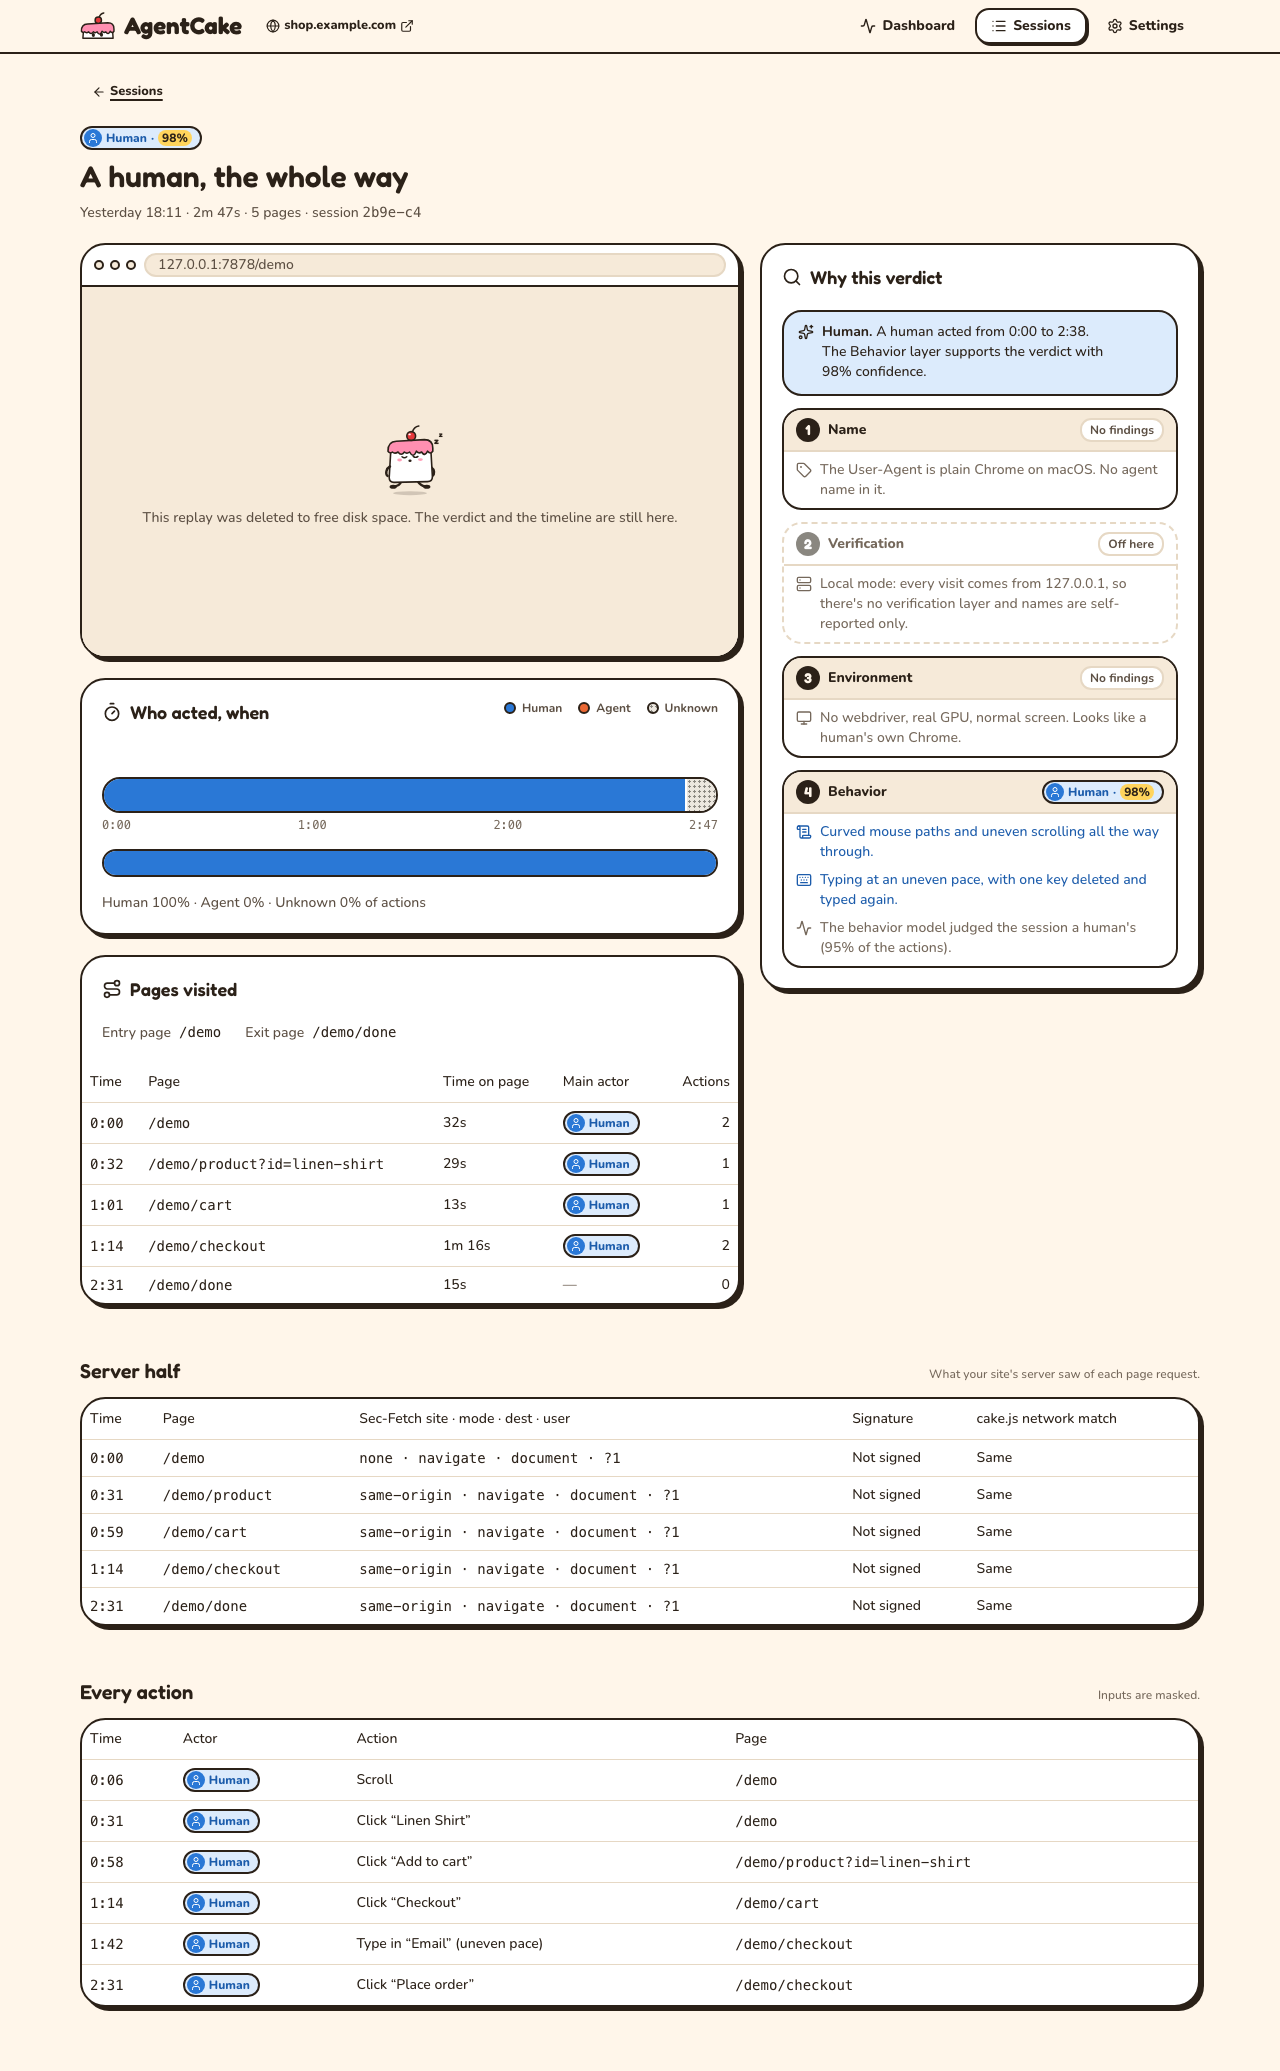 AgentCake
shop.example.com
Dashboard
Sessions
Settings
Sessions
Human · 98%
A human, the whole way
Yesterday 18:11 · 2m 47s · 5 pages · session 2b9e-c4
127.0.0.1:7878/demo
z z
This replay was deleted to free disk space. The verdict and the timeline are still here.
Who acted, when
Human Agent Unknown
0:00 1:00 2:00 2:47
Human 100% · Agent 0% · Unknown 0% of actions
Pages visited
Entry page /demo Exit page /demo/done
Time Page Time on page Main actor Actions
0:00 /demo 32s Human 2
0:32 /demo/product?id=linen-shirt 29s Human 1
1:01 /demo/cart 13s Human 1
1:14 /demo/checkout 1m 16s Human 2
2:31 /demo/done 15s — 0
Why this verdict
Human. A human acted from 0:00 to 2:38.
The Behavior layer supports the verdict with
98% confidence.
1 Name No findings
The User-Agent is plain Chrome on macOS. No agent
name in it.
2 Verification Off here
Local mode: every visit comes from 127.0.0.1, so
there's no verification layer and names are self-
reported only.
3 Environment No findings
No webdriver, real GPU, normal screen. Looks like a
human's own Chrome.
4 Behavior Human · 98%
Curved mouse paths and uneven scrolling all the way
through.
Typing at an uneven pace, with one key deleted and
typed again.
The behavior model judged the session a human's
(95% of the actions).
Server half
What your site's server saw of each page request.
Time Page Sec-Fetch site · mode · dest · user Signature cake.js network match
0:00 /demo none · navigate · document · ?1 Not signed Same
0:31 /demo/product same-origin · navigate · document · ?1 Not signed Same
0:59 /demo/cart same-origin · navigate · document · ?1 Not signed Same
1:14 /demo/checkout same-origin · navigate · document · ?1 Not signed Same
2:31 /demo/done same-origin · navigate · document · ?1 Not signed Same
Every action
Inputs are masked.
Time Actor Action Page
0:06 Human Scroll /demo
0:31 Human Click “Linen Shirt” /demo
0:58 Human Click “Add to cart” /demo/product?id=linen-shirt
1:14 Human Click “Checkout” /demo/cart
1:42 Human Type in “Email” (uneven pace) /demo/checkout
2:31 Human Click “Place order” /demo/checkout